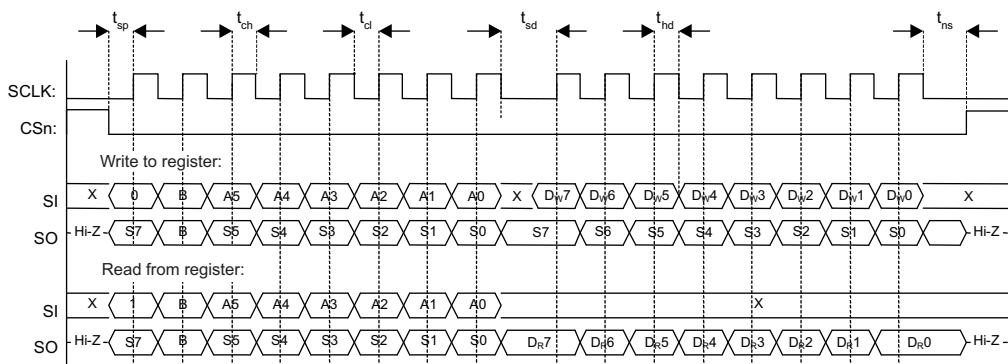 tsp tch tcl tsd thd tns
SCLK:
CSn:
Write to register:
SI X 0 B A5 A4 A3 A2 A1 A0 X DW7 DW6 DW5 DW4 DW3 DW2 DW1 DW0 X
SO Hi-Z S7 B S5 S4 S3 S2 S1 S0 S7 S6 S5 S4 S3 S2 S1 S0 Hi-Z
Read from register:
SI X 1 B A5 A4 A3 A2 A1 A0 X
SO Hi-Z S7 B S5 S4 S3 S2 S1 S0 DR7 DR6 DR5 DR4 DR3 DR2 DR1 DR0 Hi-Z